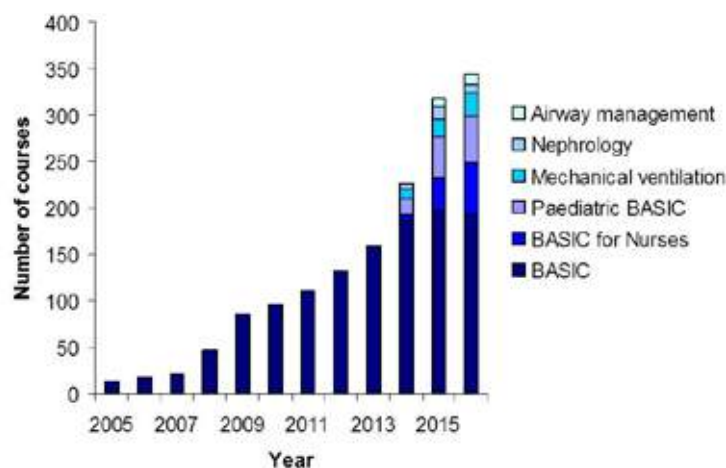 400
350
300
250
200
150
100
50
0
Number of courses
2005 2007 2009 2011 2013 2015
Year
Airway management
Nephrology
Mechanical ventilation
Paediatric BASIC
BASIC for Nurses
BASIC